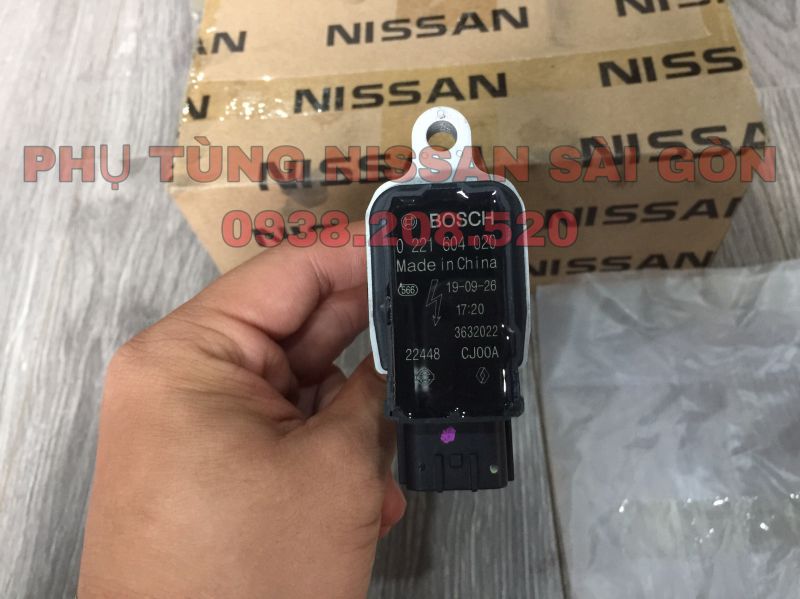 NISSAN
NISSAN NISSAN
PHỤ TÙNG NISSAN SÀI GÒN
0938.208.520
NISSAN
NISSAN
BOSCH
0 221 604 020
Made in China
566 19-09-26
17:20
3632022
22448 CJ00A